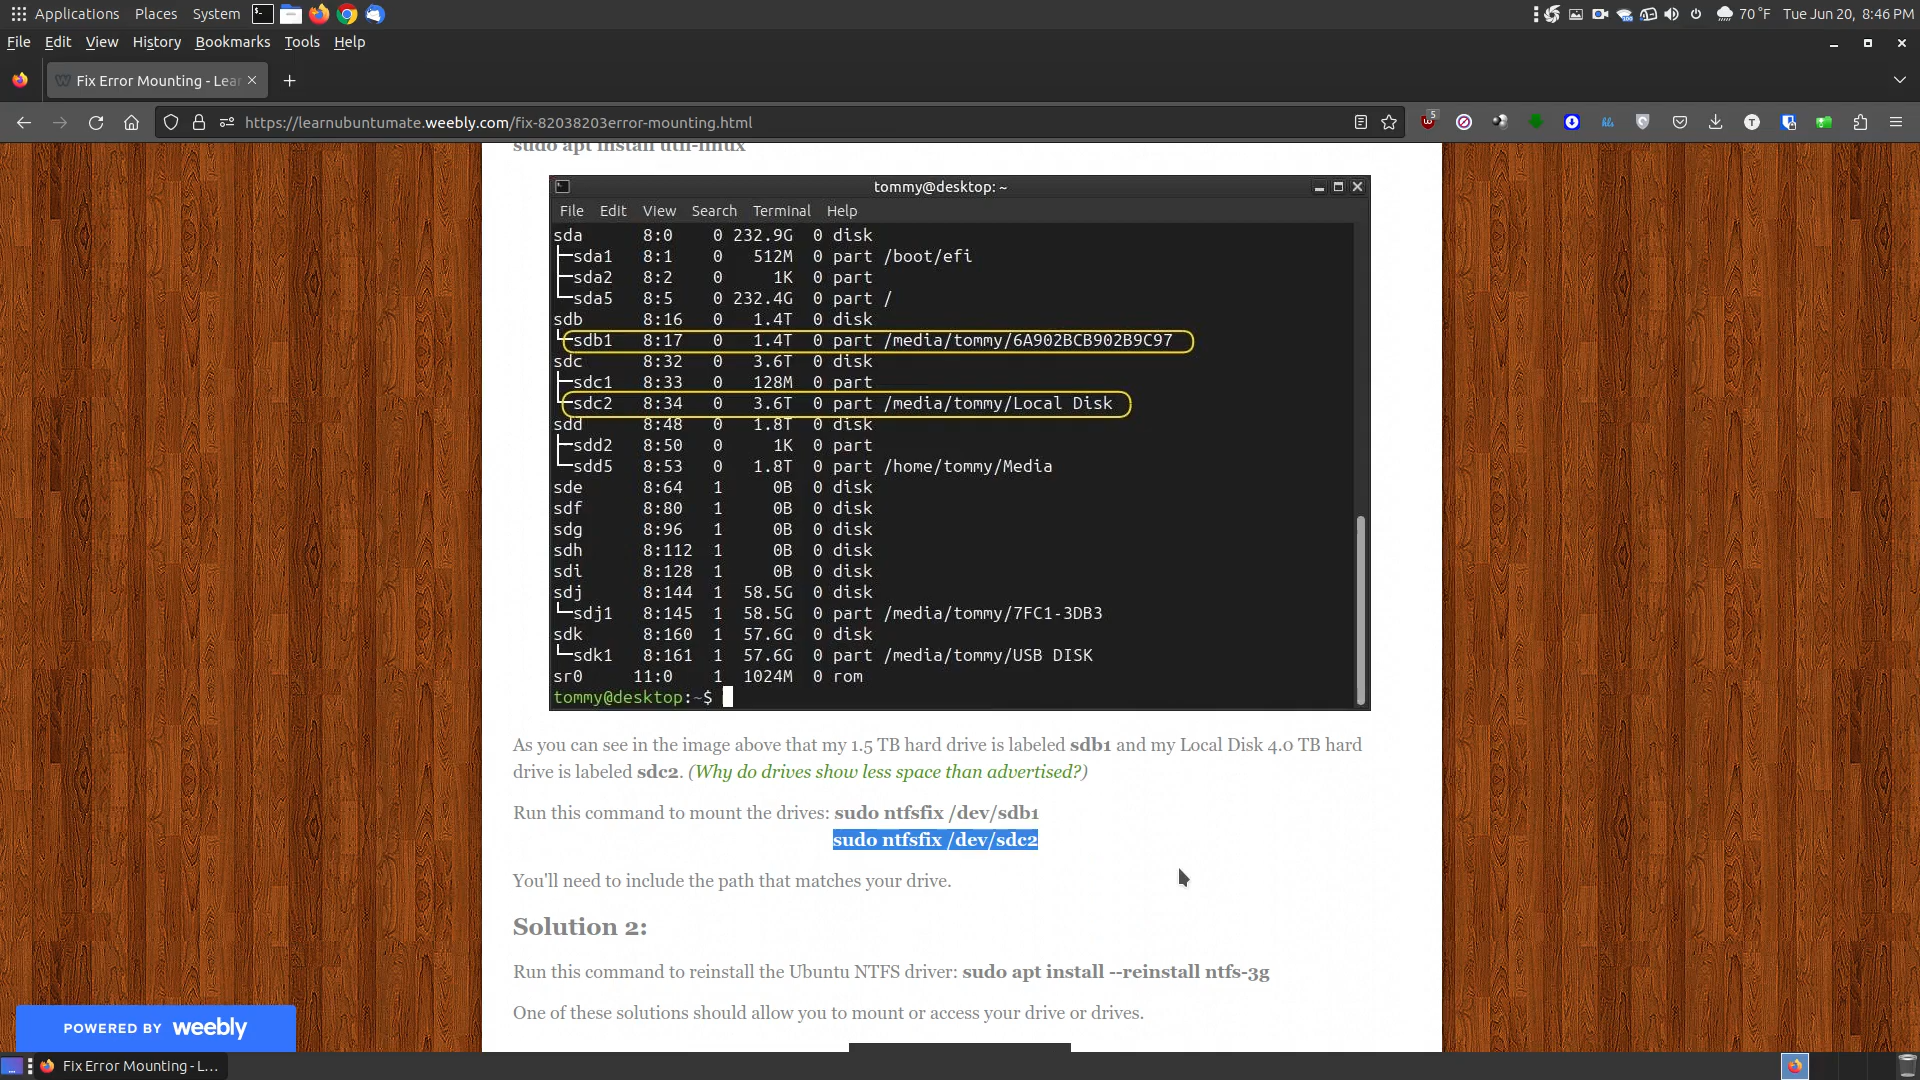 Applications Places System 70 °F Tue Jun 20, 8:46 PM
File Edit View History Bookmarks Tools Help
Fix Error Mounting - Lea
https://learnubuntumate.weebly.com/fix-82038203error-mounting.html
sudo apt install util-linux
tommy@desktop: ~
File Edit View Search Terminal Help
sda 8:0 0 232.9G 0 disk
├─sda1 8:1 0 512M 0 part /boot/efi
├─sda2 8:2 0 1K 0 part
└─sda5 8:5 0 232.4G 0 part /
sdb 8:16 0 1.4T 0 disk
└─sdb1 8:17 0 1.4T 0 part /media/tommy/6A902BCB902B9C97
sdc 8:32 0 3.6T 0 disk
├─sdc1 8:33 0 128M 0 part
└─sdc2 8:34 0 3.6T 0 part /media/tommy/Local Disk
sdd 8:48 0 1.8T 0 disk
├─sdd2 8:50 0 1K 0 part
└─sdd5 8:53 0 1.8T 0 part /home/tommy/Media
sde 8:64 1 0B 0 disk
sdf 8:80 1 0B 0 disk
sdg 8:96 1 0B 0 disk
sdh 8:112 1 0B 0 disk
sdi 8:128 1 0B 0 disk
sdj 8:144 1 58.5G 0 disk
└─sdj1 8:145 1 58.5G 0 part /media/tommy/7FC1-3DB3
sdk 8:160 1 57.6G 0 disk
└─sdk1 8:161 1 57.6G 0 part /media/tommy/USB DISK
sr0 11:0 1 1024M 0 rom
tommy@desktop:~$
As you can see in the image above that my 1.5 TB hard drive is labeled sdb1 and my Local Disk 4.0 TB hard
drive is labeled sdc2. (Why do drives show less space than advertised?)
Run this command to mount the drives: sudo ntfsfix /dev/sdb1
sudo ntfsfix /dev/sdc2
You'll need to include the path that matches your drive.
Solution 2:
Run this command to reinstall the Ubuntu NTFS driver: sudo apt install --reinstall ntfs-3g
One of these solutions should allow you to mount or access your drive or drives.
POWERED BY weebly
Fix Error Mounting - L...